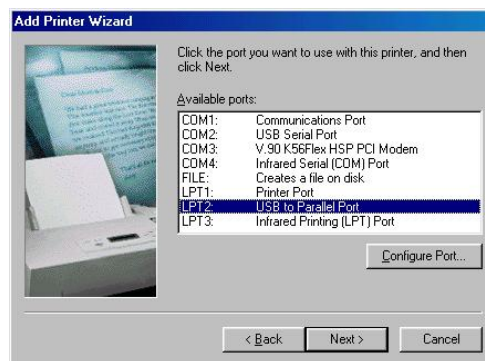 Add Printer Wizard
Click the port you want to use with this printer, and then
click Next.
Available ports:
COM1: Communications Port
COM2: USB Serial Port
COM3: V.90 K56Flex HSP PCI Modem
COM4: Infrared Serial (COM) Port
FILE: Creates a file on disk
LPT1: Printer Port
LPT2: USB to Parallel Port
LPT3: Infrared Printing (LPT) Port
Configure Port...
< Back
Next >
Cancel